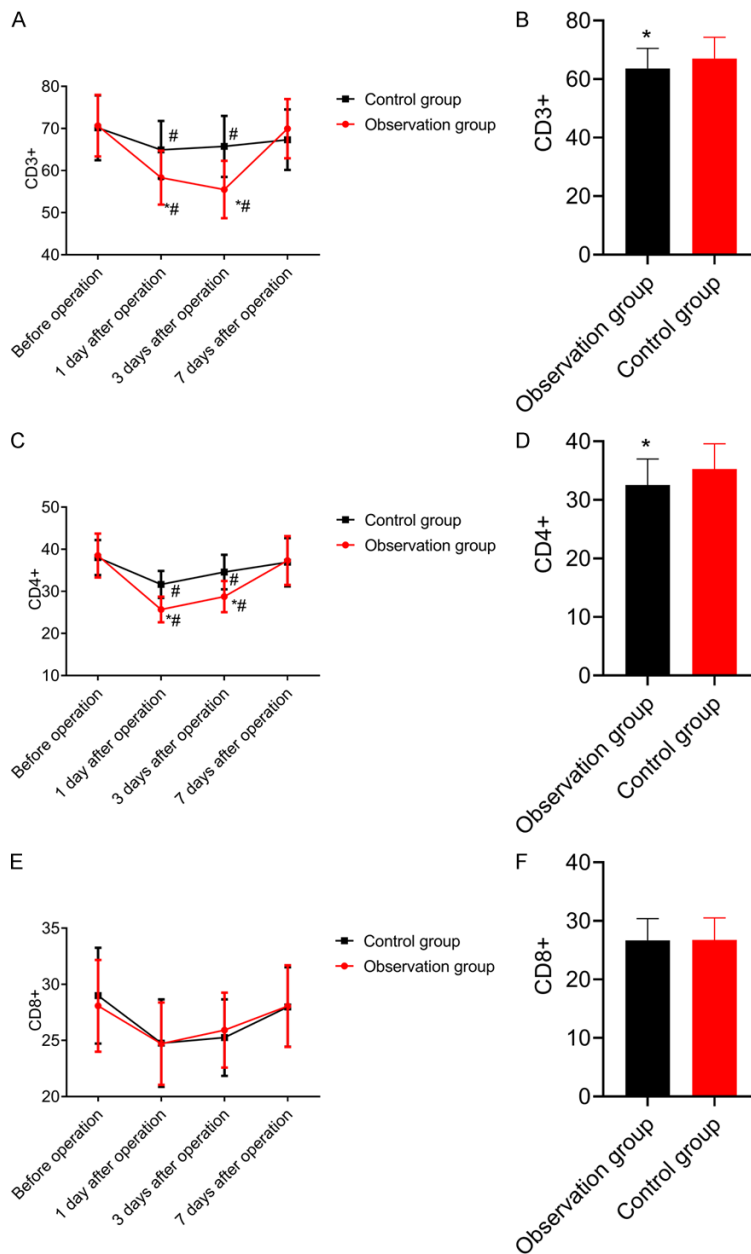 A
CD3+
80
70
60
50
40
#
#
*#
*#
Control group
Observation group
Before operation
1 day after operation
3 days after operation
7 days after operation
B
CD3+
80
60
40
20
0
*
Observation group
Control group
C
CD4+
50
40
30
20
10
#
#
*#
*#
Control group
Observation group
Before operation
1 day after operation
3 days after operation
7 days after operation
D
CD4+
40
30
20
10
0
*
Observation group
Control group
E
CD8+
35
30
25
20
Control group
Observation group
Before operation
1 day after operation
3 days after operation
7 days after operation
F
CD8+
40
30
20
10
0
Observation group
Control group